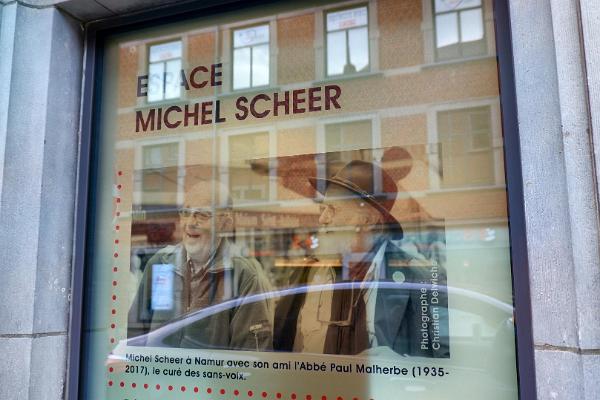 ESPACE
MICHEL SCHEER
Photographe :
Christian Deliwiche
Michel Scheer à Namur avec son ami l'Abbé Paul Malherbe (1935-
2017), le curé des sans-voix.